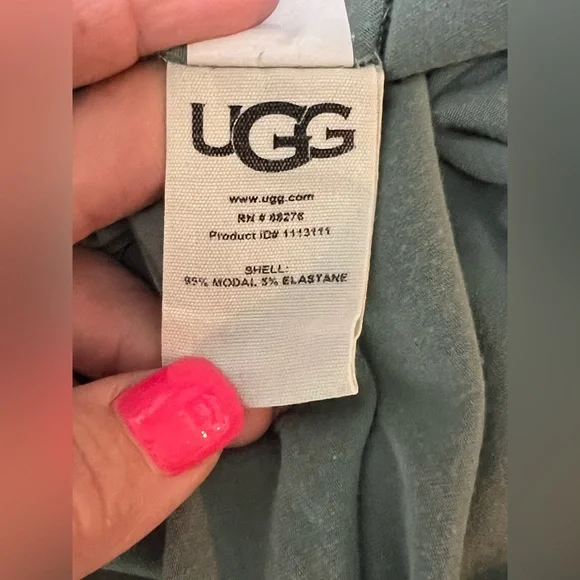 UGG
www.ugg.com
RN # 88276
Product ID# 1113111
SHELL:
95% MODAL 5% ELASTANE